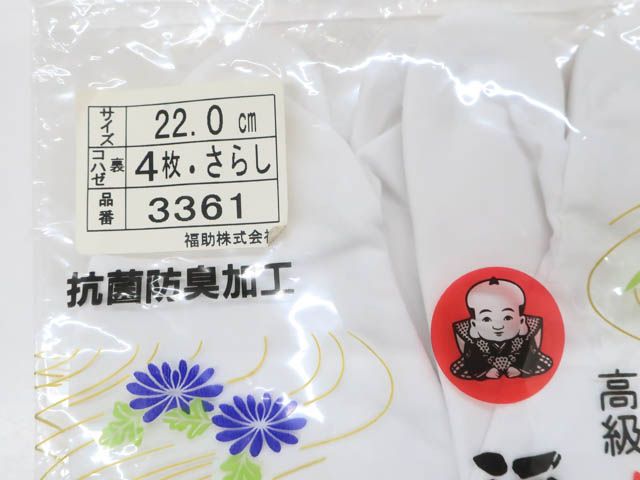 サイズ 22.0 cm
コハゼ 裏 4枚・さらし
品番 3361
福助株式会
抗菌防臭加工
高級